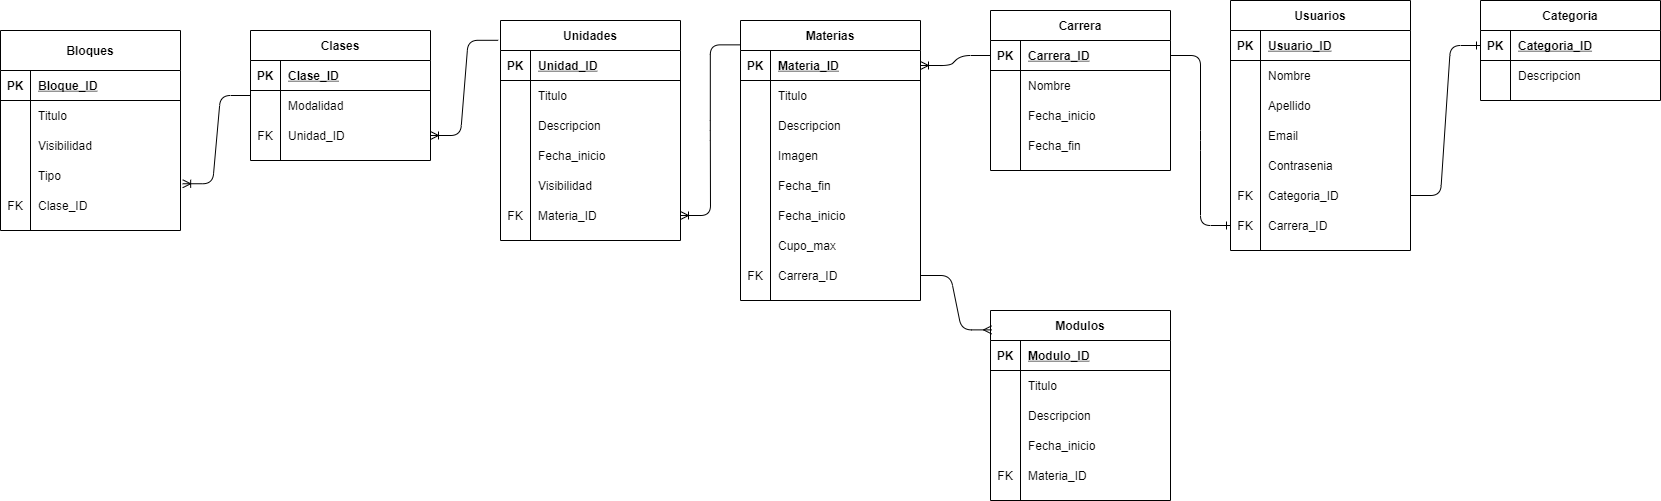 Bloques
PK Bloque_ID
Titulo
Visibilidad
Tipo
FK Clase_ID
Clases
PK Clase_ID
Modalidad
FK Unidad_ID
Unidades
PK Unidad_ID
Titulo
Descripcion
Fecha_inicio
Visibilidad
FK Materia_ID
Materias
PK Materia_ID
Titulo
Descripcion
Imagen
Fecha_fin
Fecha_inicio
Cupo_max
FK Carrera_ID
Carrera
PK Carrera_ID
Nombre
Fecha_inicio
Fecha_fin
Modulos
PK Modulo_ID
Titulo
Descripcion
Fecha_inicio
FK Materia_ID
Usuarios
PK Usuario_ID
Nombre
Apellido
Email
Contrasenia
FK Categoria_ID
FK Carrera_ID
Categoria
PK Categoria_ID
Descripcion